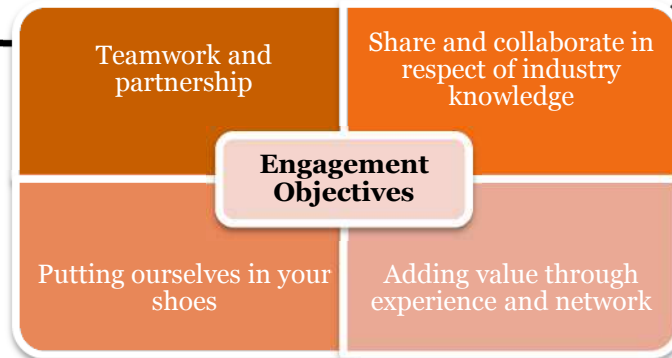 Teamwork and
partnership
Share and collaborate in
respect of industry
knowledge
Engagement
Objectives
Putting ourselves in your
shoes
Adding value through
experience and network